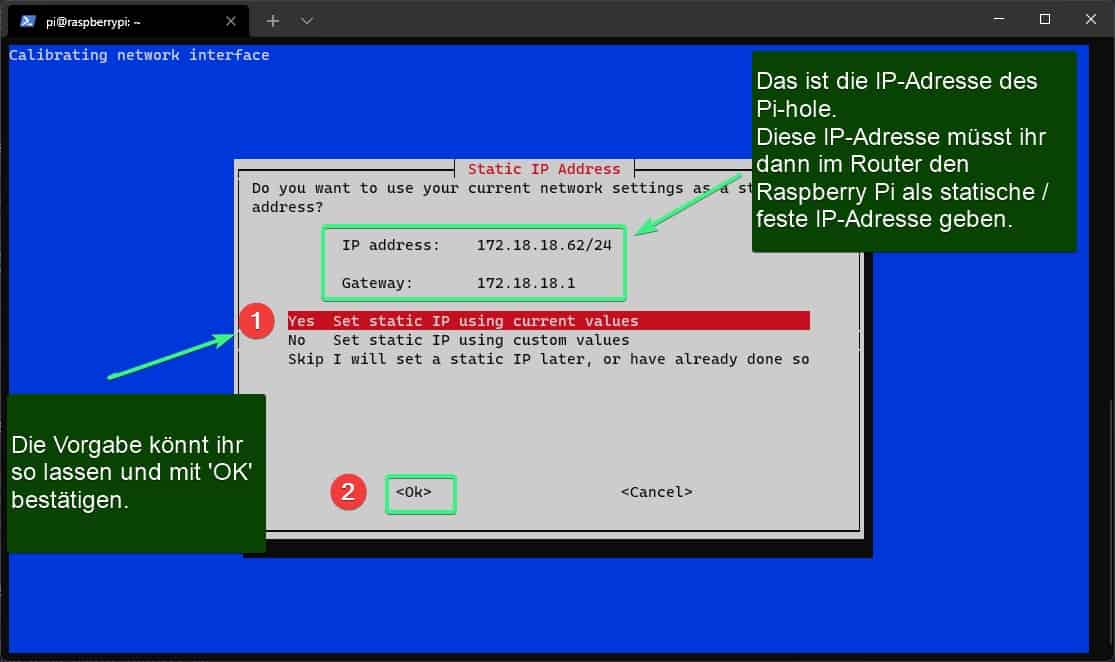 pi@raspberrypi: ~
Calibrating network interface
Das ist die IP-Adresse des
Pi-hole.
Diese IP-Adresse müsst ihr
dann im Router den
Raspberry Pi als statische /
feste IP-Adresse geben.
Static IP Address
Do you want to use your current network settings as a st
address?
IP address: 172.18.18.62/24
Gateway: 172.18.18.1
1
Yes Set static IP using current values
No Set static IP using custom values
Skip I will set a static IP later, or have already done so
Die Vorgabe könnt ihr
so lassen und mit 'OK'
bestätigen.
2
<Ok> <Cancel>